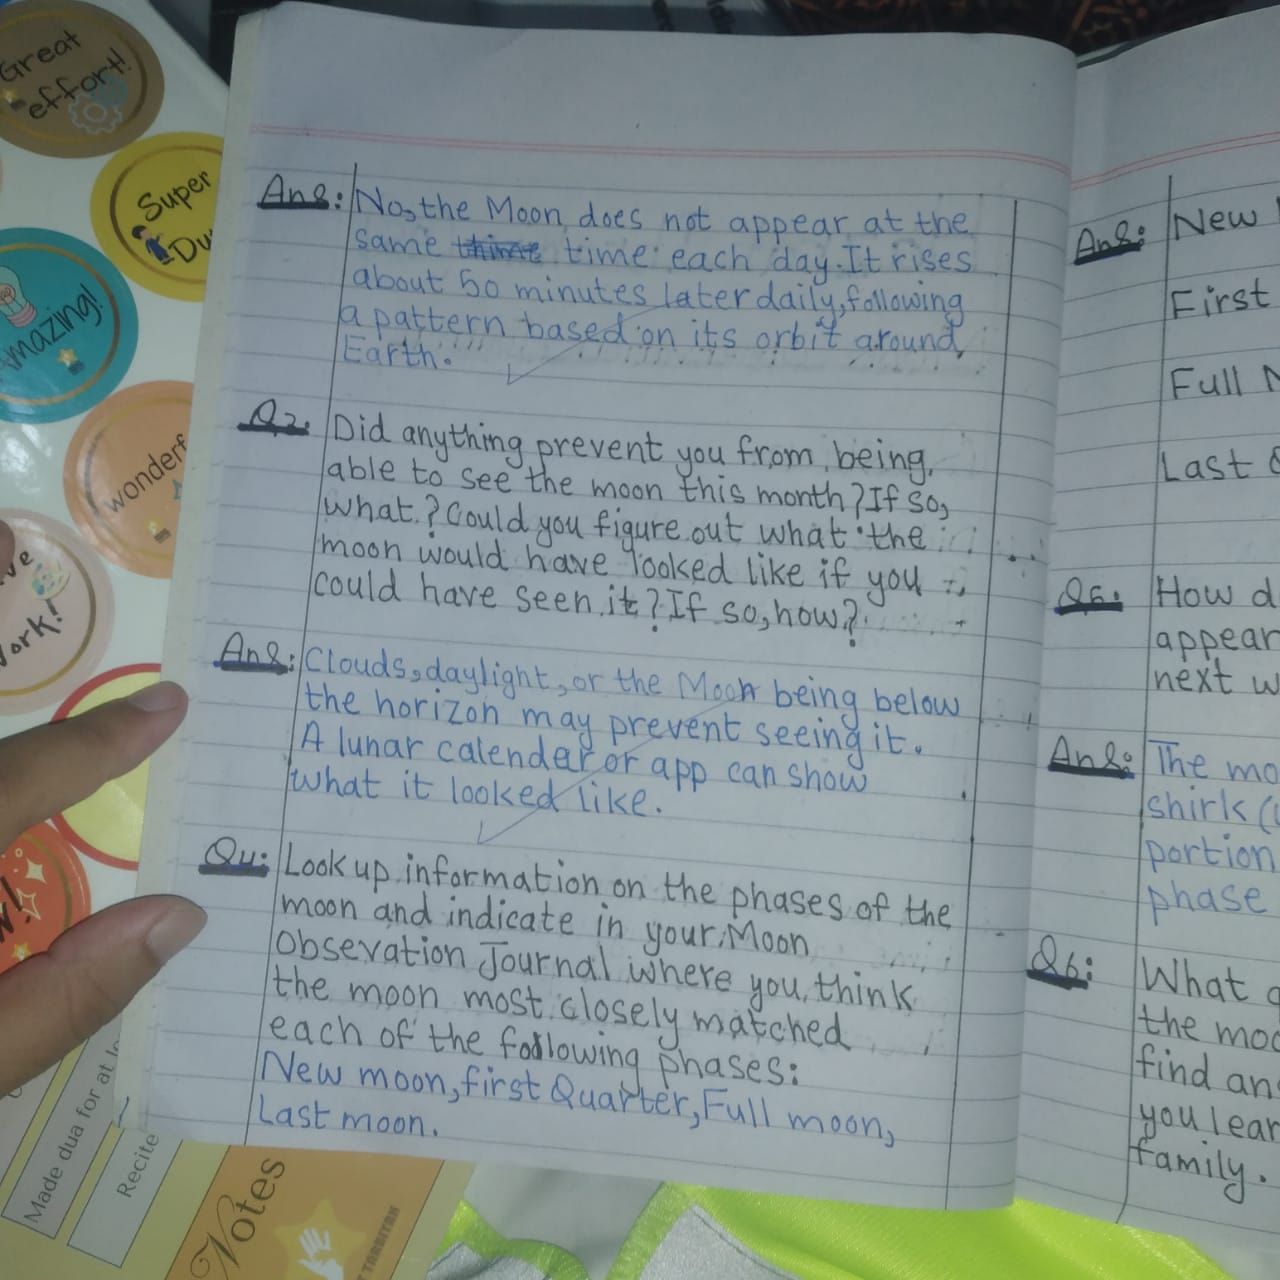 Great
effort!
Super
Du
Amazing!
wonderf
ve
Work!
W!
Made dua for at le
Recite
Notes
T TARBIYAH
Ans: No, the Moon does not appear at the
same thime time each day. It rises
about 50 minutes later daily, following
a pattern based on its orbit around
Earth.
Did anything prevent you from being
able to see the moon this month? If so,
what? Could you figure out what the
moon would have looked like if you
could have seen it? If so, how?
Ans: Clouds, daylight, or the Moon being below
the horizon may prevent seeing it.
A lunar calender or app can show
what it looked like.
Q4: Look up information on the phases of the
moon and indicate in your Moon
Obsevation Journal where you think
the moon most closely matched
each of the following phases:
New moon, first Quarter, Full moon,
Last moon.
Ans: New
First
Full
Last
How d
appear
next w
Ans: The mo
shirk (
portion
phase
Q6: What
the moo
find an
you lear
family.